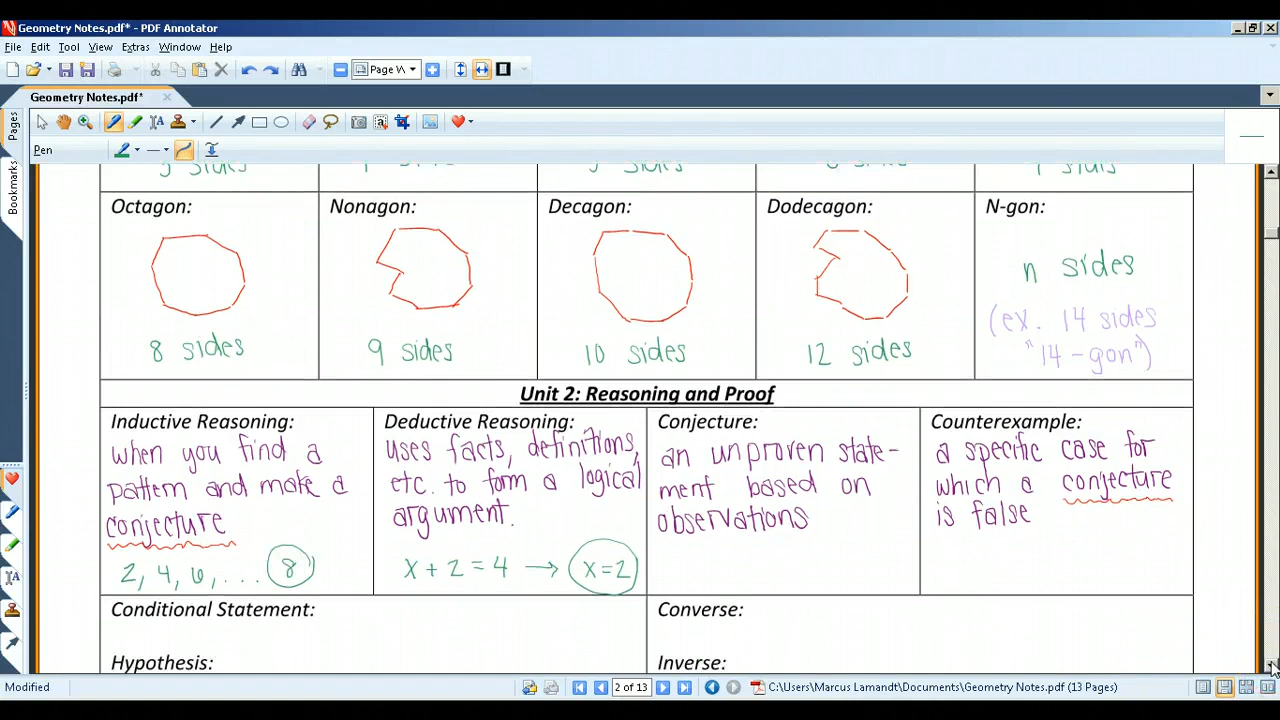 Geometry Notes.pdf* - PDF Annotator
File Edit Tool View Extras Window Help
Geometry Notes.pdf*
Pages
Bookmarks
Pen
Octagon: Nonagon: Decagon: Dodecagon: N-gon:
n sides
(ex. 14 sides
"14-gon")
8 sides 9 sides 10 sides 12 sides
Unit 2: Reasoning and Proof
Inductive Reasoning:
when you find a
pattern and make a
conjecture
2, 4, 6, ... 8
Deductive Reasoning:
uses facts, definitions,
etc. to form a logical
argument.
x + 2 = 4 → x=2
Conjecture:
an unproven state-
ment based on
observations
Counterexample:
a specific case for
which a conjecture
is false
Conditional Statement:
Hypothesis:
Converse:
Inverse:
Modified
2 of 13
C:\Users\Marcus Lamandt\Documents\Geometry Notes.pdf (13 Pages)